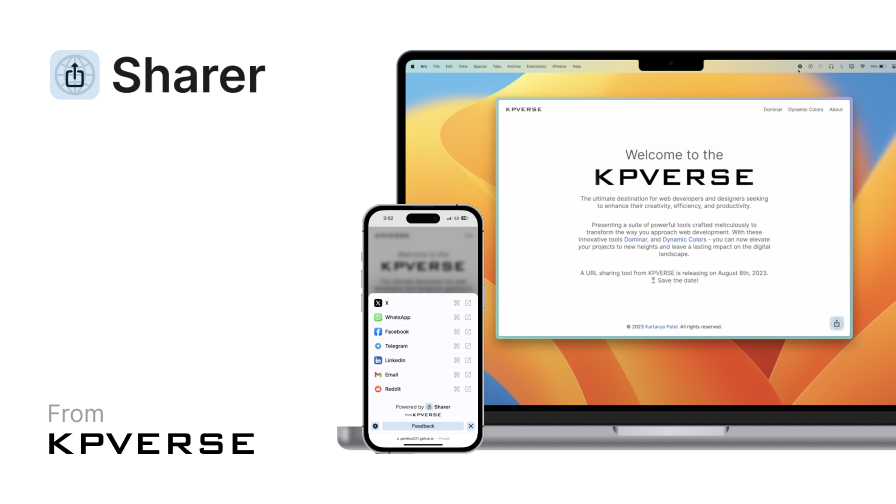 Sharer
From
KPVERSE
Arc File Edit View Spaces Tabs Archive Extensions Window Help
KPVERSE
Dominar Dynamic Colors About
Welcome to the
KPVERSE
The ultimate destination for web developers and designers seeking
to enhance their creativity, efficiency, and productivity.
Presenting a suite of powerful tools crafted meticulously to
transform the way you approach web development. With these
innovative tools Dominar, and Dynamic Colors - you can now elevate
your projects to new heights and leave a lasting impact on the digital
landscape.
A URL sharing tool from KPVERSE is releasing on August 8th, 2023.
Save the date!
© 2023 Kartavya Patel. All rights reserved.
3:02
Welcome to the
KPVERSE
X
WhatsApp
Facebook
Telegram
LinkedIn
Email
Reddit
Powered by Sharer
from KPVERSE
Feedback